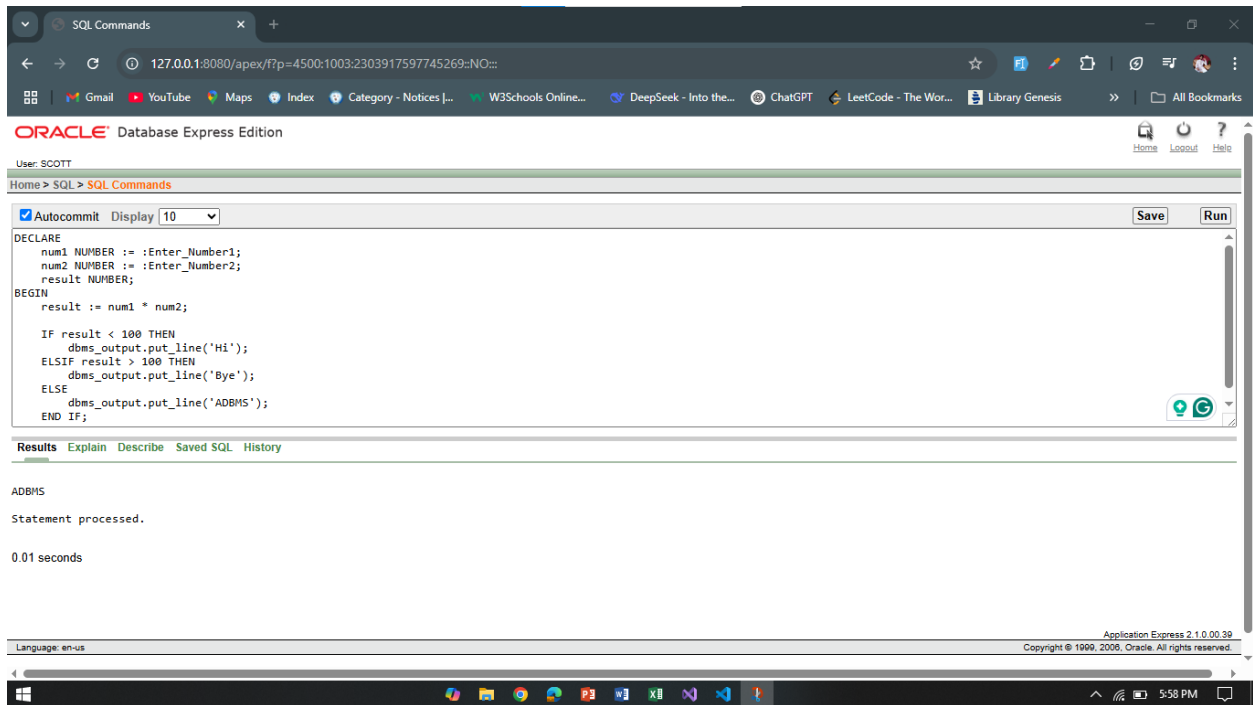 SQL Commands
127.0.0.1:8080/apex/f?p=4500:1003:2303917597745269::NO:::
Gmail YouTube Maps Index Category - Notices |... W3Schools Online... DeepSeek - Into the... ChatGPT LeetCode - The Wor... Library Genesis » All Bookmarks
ORACLE Database Express Edition
Home Logout Help
User: SCOTT
Home > SQL > SQL Commands
Autocommit Display 10 Save Run
DECLARE
num1 NUMBER := :Enter_Number1;
num2 NUMBER := :Enter_Number2;
result NUMBER;
BEGIN
result := num1 * num2;
IF result < 100 THEN
dbms_output.put_line('Hi');
ELSIF result > 100 THEN
dbms_output.put_line('Bye');
ELSE
dbms_output.put_line('ADBMS');
END IF;
Results Explain Describe Saved SQL History
ADBMS
Statement processed.
0.01 seconds
Application Express 2.1.0.00.39
Language: en-us Copyright © 1999, 2006, Oracle. All rights reserved.
5:58 PM